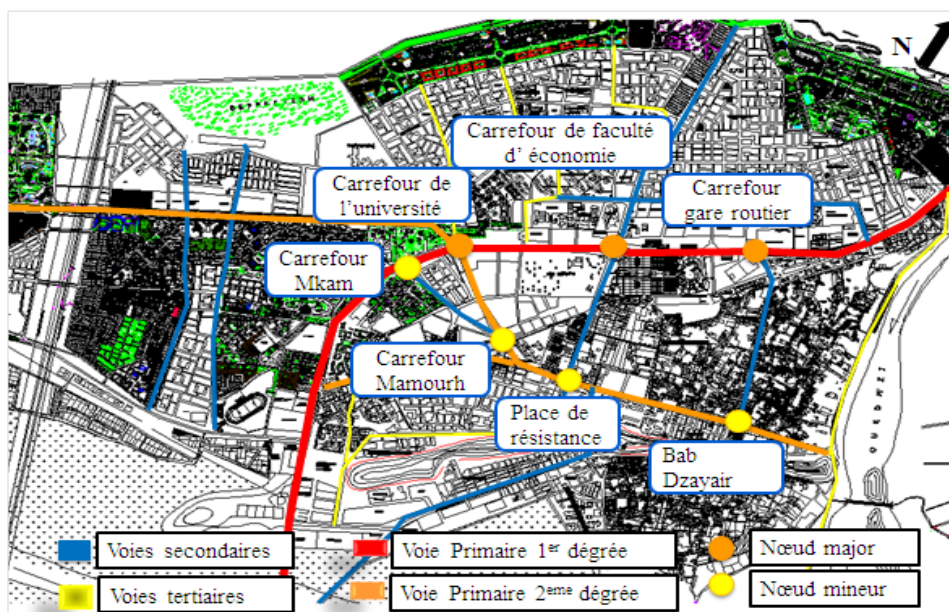 N
Carrefour de faculté
d’ économie
Carrefour de
l’université
Carrefour
gare routier
Carrefour
Mkam
Carrefour
Mamourh
Place de
résistance
Bab
Dzayair
Voies secondaires
Voie Primaire 1er dégrée
Nœud major
Voies tertiaires
Voie Primaire 2eme dégrée
Nœud mineur